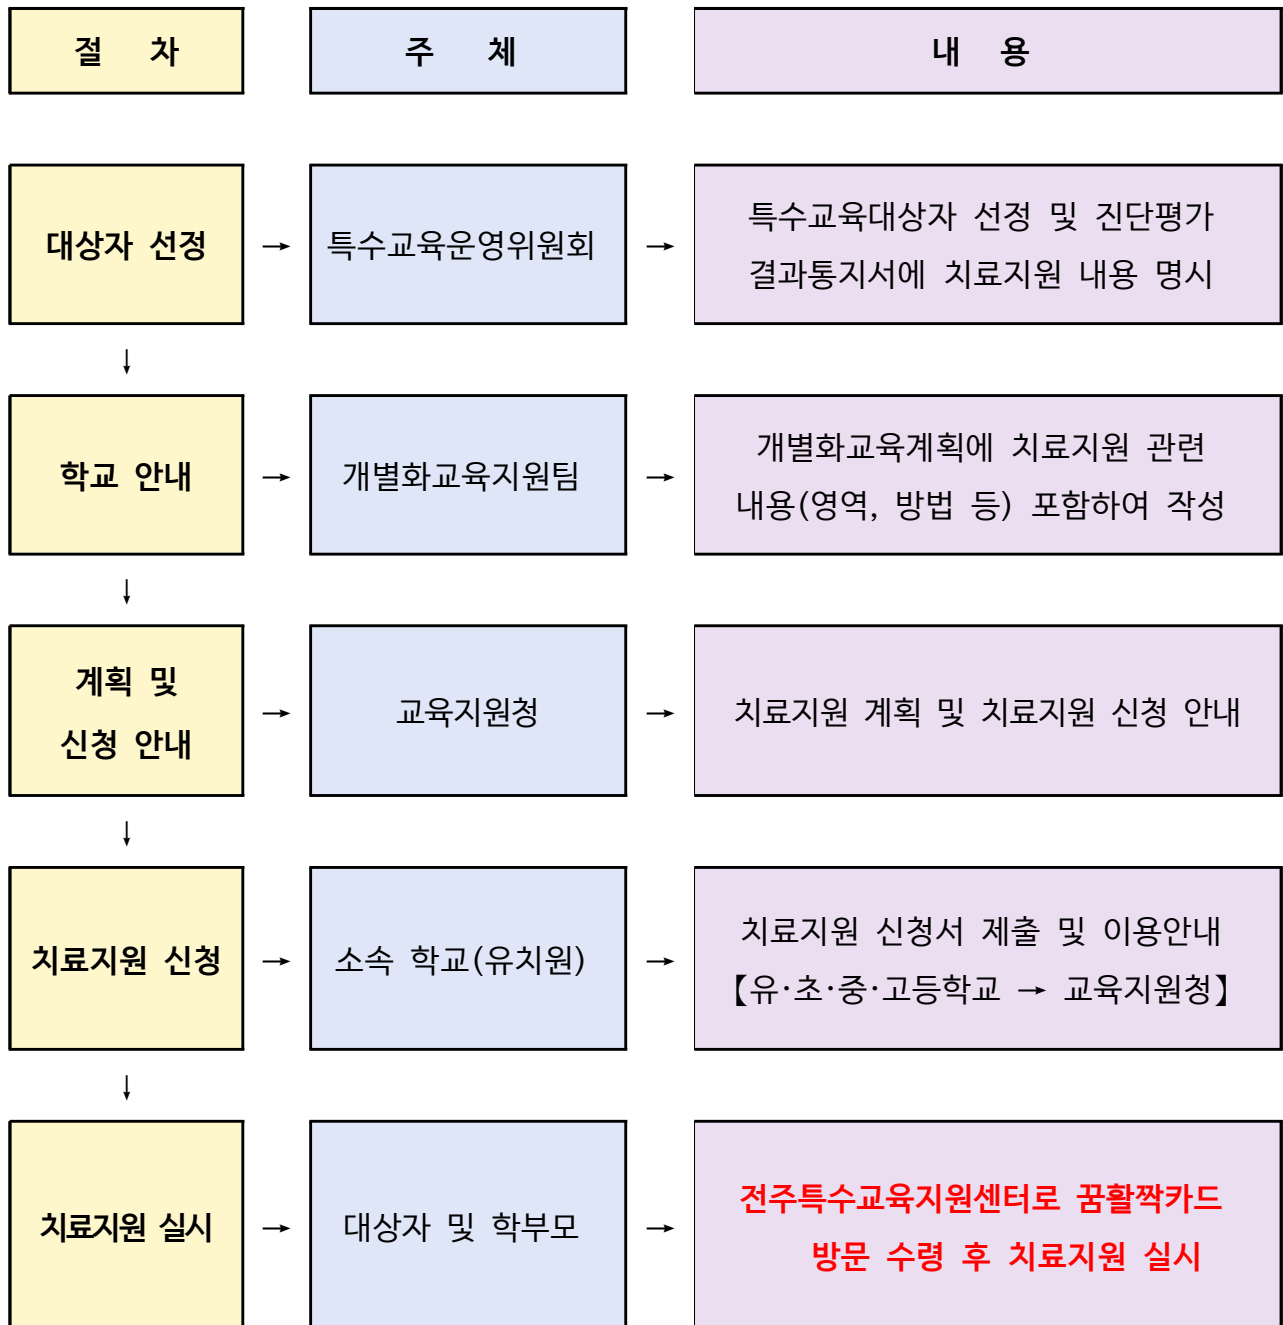 절 차
주 체
내 용
대상자 선정
→
특수교육운영위원회
→
특수교육대상자 선정 및 진단평가
결과통지서에 치료지원 내용 명시
↓
학교 안내
→
개별화교육지원팀
→
개별화교육계획에 치료지원 관련
내용(영역, 방법 등) 포함하여 작성
↓
계획 및
신청 안내
→
교육지원청
→
치료지원 계획 및 치료지원 신청 안내
↓
치료지원 신청
→
소속 학교(유치원)
→
치료지원 신청서 제출 및 이용안내
【유·초·중·고등학교 → 교육지원청】
↓
치료지원 실시
→
대상자 및 학부모
→
전주특수교육지원센터로 꿈활짝카드
방문 수령 후 치료지원 실시